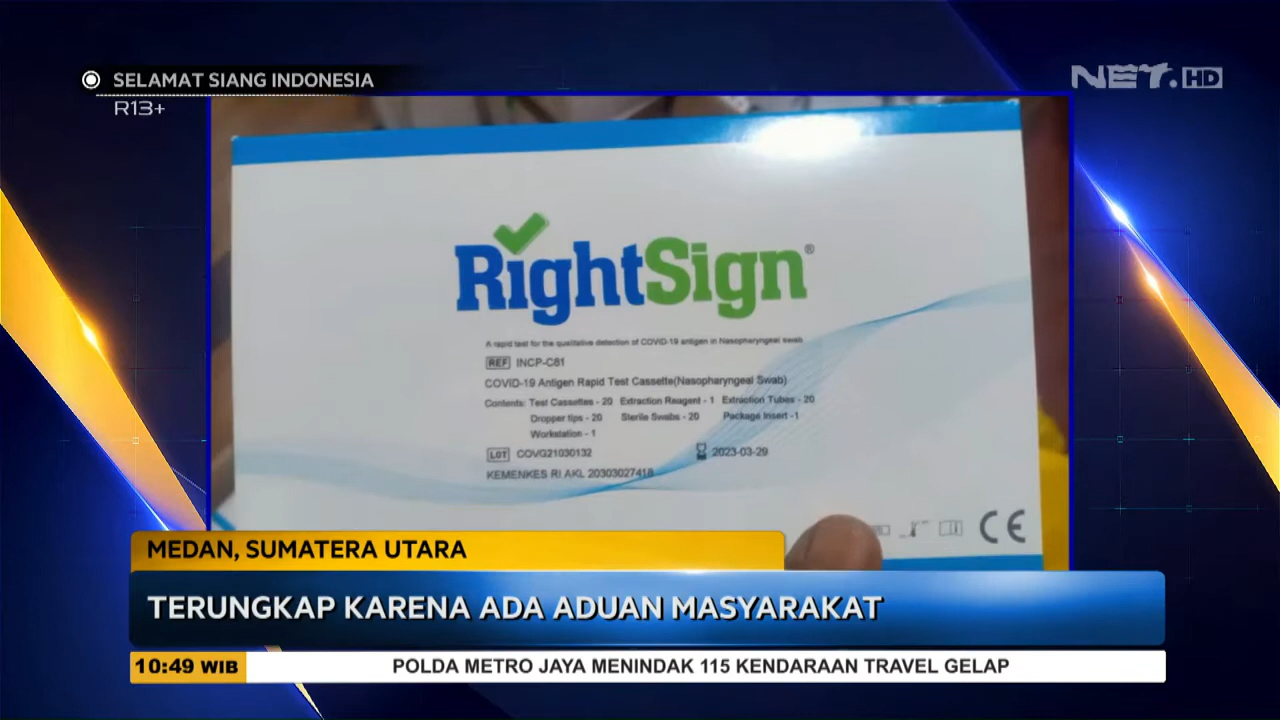 SELAMAT SIANG INDONESIA
R13+
NET. HD
RightSign®
A rapid test for the qualitative detection of COVID-19 antigen in Nasopharyngeal swab
REF INCP-C81
COVID-19 Antigen Rapid Test Cassette(Nasopharyngeal Swab)
Contents: Test Cassettes - 20 Extraction Reagent - 1 Extraction Tubes - 20
Dropper tips - 20 Sterile Swabs - 20 Package Insert -1
Workstation - 1
LOT COVG21030132 2023-03-29
KEMENKES RI AKL 20303027418
CE
MEDAN, SUMATERA UTARA
TERUNGKAP KARENA ADA ADUAN MASYARAKAT
10:49 WIB POLDA METRO JAYA MENINDAK 115 KENDARAAN TRAVEL GELAP